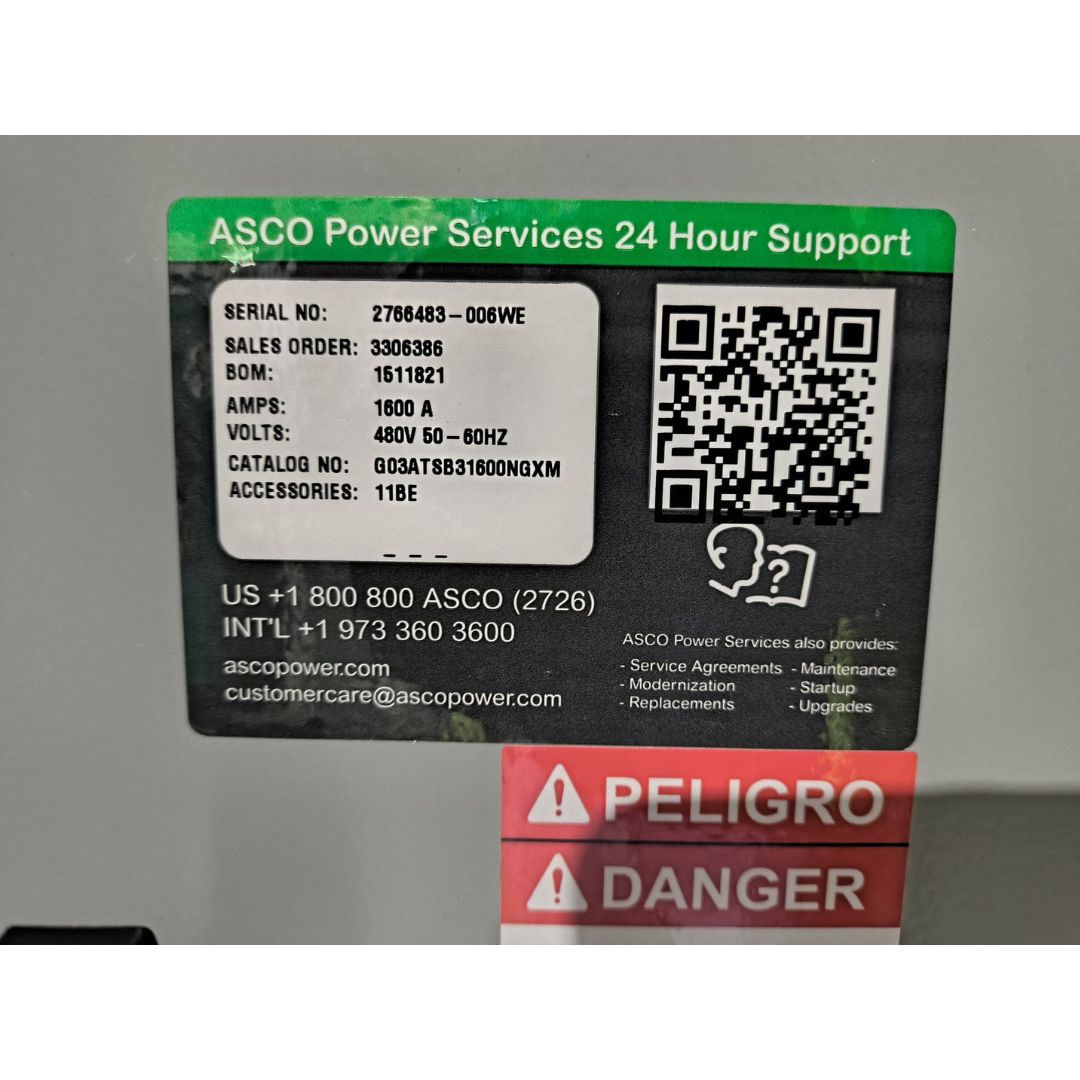 ASCO Power Services 24 Hour Support
SERIAL NO: 2766483-006WE
SALES ORDER: 3306386
BOM: 1511821
AMPS: 1600 A
VOLTS: 480V 50-60HZ
CATALOG NO: G03ATSB31600NGXM
ACCESSORIES: 11BE
- - -
US +1 800 800 ASCO (2726)
INT'L +1 973 360 3600
ascopower.com
customercare@ascopower.com
?
ASCO Power Services also provides:
- Service Agreements - Maintenance
- Modernization - Startup
- Replacements - Upgrades
PELIGRO
DANGER